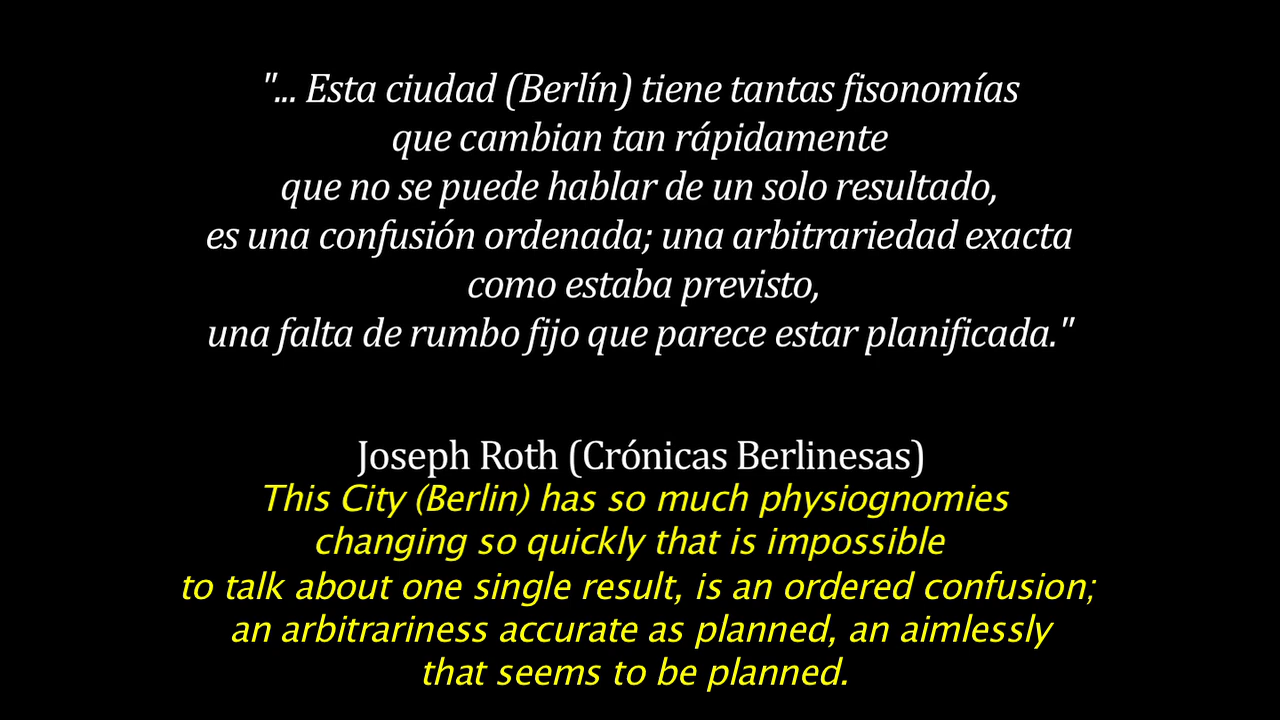 "... Esta ciudad (Berlín) tiene tantas fisonomías
que cambian tan rápidamente
que no se puede hablar de un solo resultado,
es una confusión ordenada; una arbitrariedad exacta
como estaba previsto,
una falta de rumbo fijo que parece estar planificada."
Joseph Roth (Crónicas Berlinesas)
This City (Berlin) has so much physiognomies
changing so quickly that is impossible
to talk about one single result, is an ordered confusion;
an arbitrariness accurate as planned, an aimlessly
that seems to be planned.